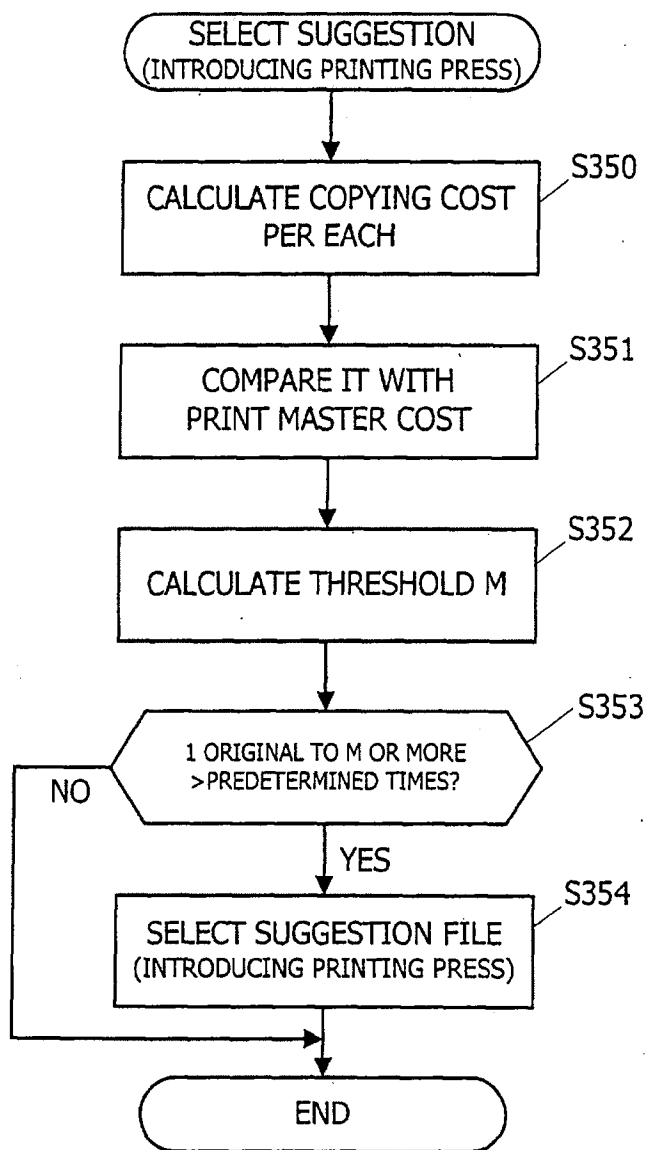 SELECT SUGGESTION
(INTRODUCING PRINTING PRESS)
S350
CALCULATE COPYING COST
PER EACH
S351
COMPARE IT WITH
PRINT MASTER COST
S352
CALCULATE THRESHOLD M
S353
1 ORIGINAL TO M OR MORE
>PREDETERMINED TIMES?
NO
YES
S354
SELECT SUGGESTION FILE
(INTRODUCING PRINTING PRESS)
END